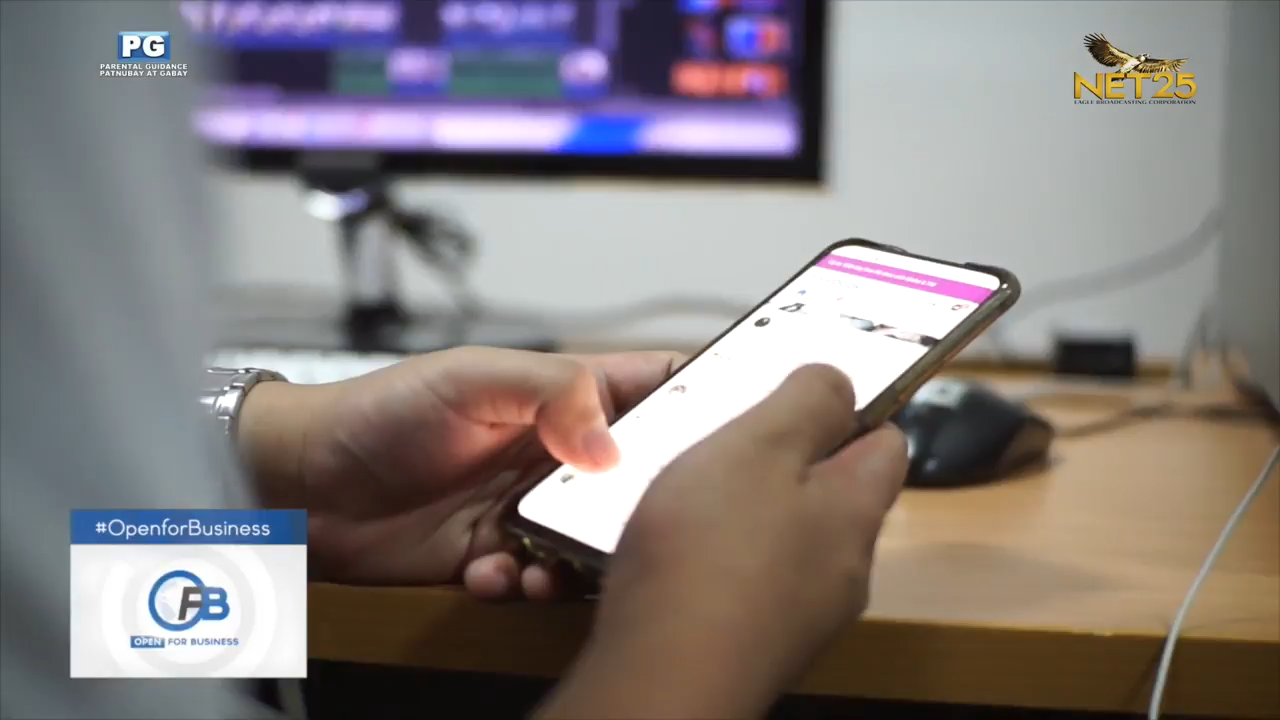 PG
PARENTAL GUIDANCE
PATNUBAY AT GABAY
NET25
EAGLE BROADCASTING CORPORATION
#OpenforBusiness
OFB
OPEN FOR BUSINESS